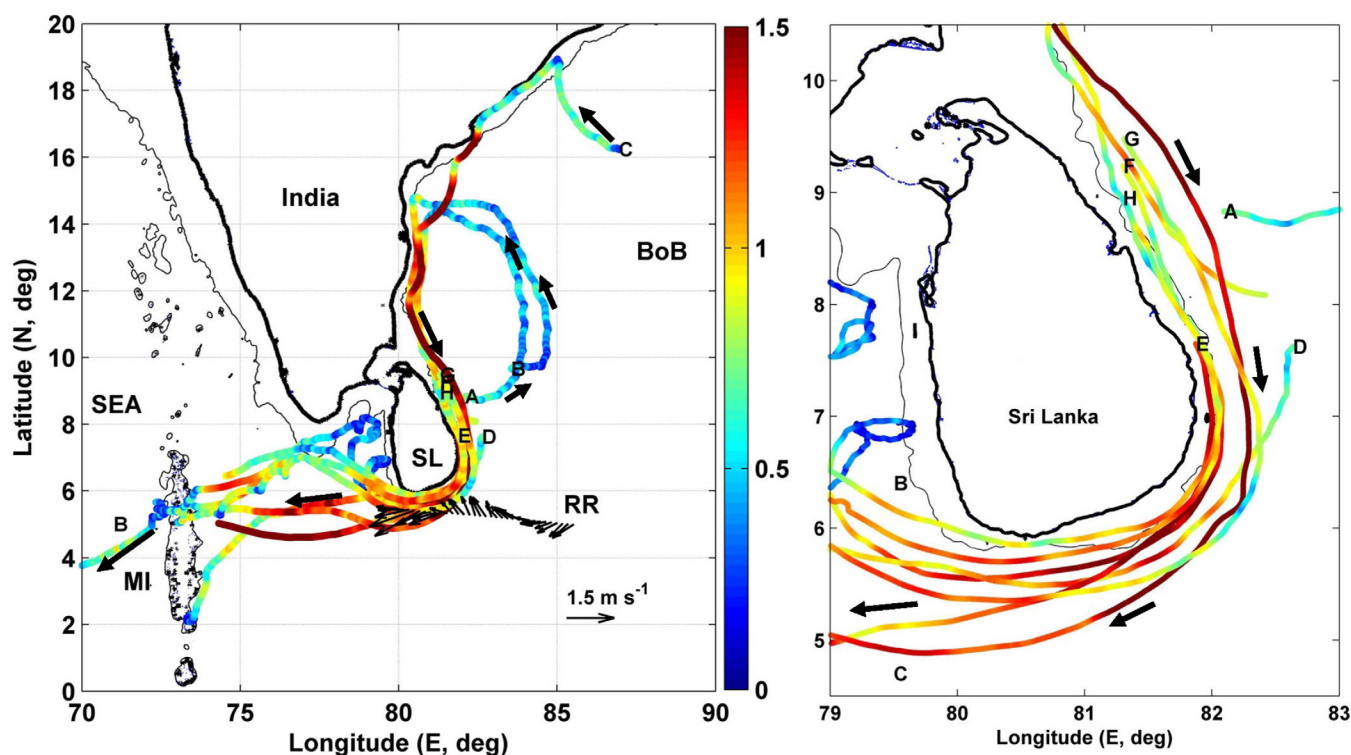 20
18
16
14
12
10
8
6
4
2
0
Latitude (N, deg)
70
75
80
85
90
Longitude (E, deg)
India
BoB
SEA
SL
MI
RR
C
B
A
G
H
E
D
B
1.5 m s-1
1.5
1
0.5
0
10
9
8
7
6
5
79
80
81
82
83
Longitude (E, deg)
G
F
H
A
I
E
D
Sri Lanka
B
C